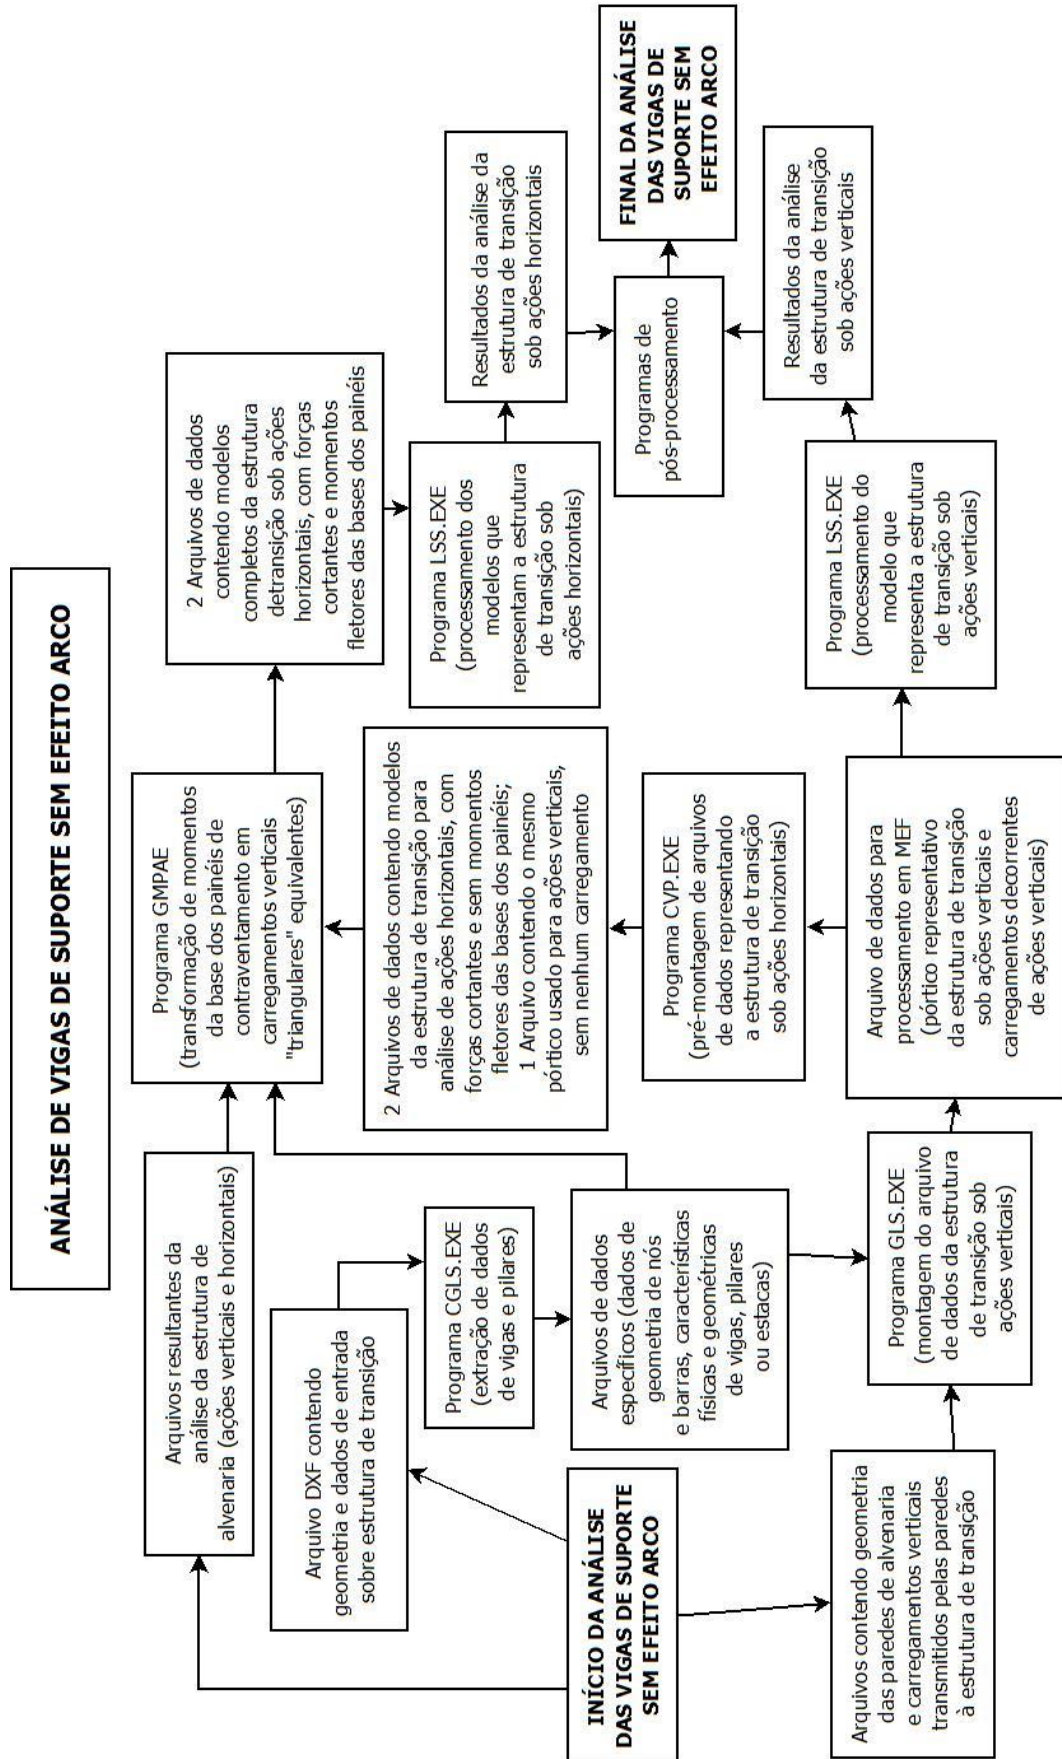 ANÁLISE DE VIGAS DE SUPORTE SEM EFEITO ARCO
INÍCIO DA ANÁLISE
DAS VIGAS DE SUPORTE
SEM EFEITO ARCO
Arquivos resultantes da
análise da estrutura de
alvenaria (ações verticais e horizontais)
Arquivo DXF contendo
geometria e dados de entrada
sobre estrutura de transição
Arquivos contendo geometria
das paredes de alvenaria
e carregamentos verticais
transmitidos pelas paredes
à estrutura de transição
Programa CGLS.EXE
(extração de dados
de vigas e pilares)
Arquivos de dados
específicos (dados de
geometria de nós
e barras, características
físicas e geométricas
de vigas, pilares
ou estacas)
Programa GLS.EXE
(montagem do arquivo
de dados da estrutura
de transição sob
ações verticais)
Arquivo de dados para
processamento em MEF
(pórtico representativo
da estrutura de transição
sob ações verticais e
carregamentos decorrentes
de ações verticais)
Programa CVP.EXE
(pré-montagem de arquivos
de dados representando
a estrutura de transição
sob ações horizontais)
2 Arquivos de dados contendo modelos
da estrutura de transição para
análise de ações horizontais, com
forças cortantes e sem momentos
fletores das bases dos painéis;
1 Arquivo contendo o mesmo
pórtico usado para ações verticais,
sem nenhum carregamento
Programa GMPAE
(transformação de momentos
da base dos painéis de
contraventamento em
carregamentos verticais
"triangulares" equivalentes)
2 Arquivos de dados
contendo modelos
completos da estrutura
detransição sob ações
horizontais, com forças
cortantes e momentos
fletores das bases dos painéis
Programa LSS.EXE
(processamento dos
modelos que
representam a estrutura
de transição sob
ações horizontais)
Resultados da análise da
estrutura de transição
sob ações horizontais
Programa LSS.EXE
(processamento do
modelo que
representa a estrutura
de transição sob
ações verticais)
Resultados da análise
da estrutura de transição
sob ações verticais
Programas de
pós-processamento
FINAL DA ANÁLISE
DAS VIGAS DE
SUPORTE SEM
EFEITO ARCO